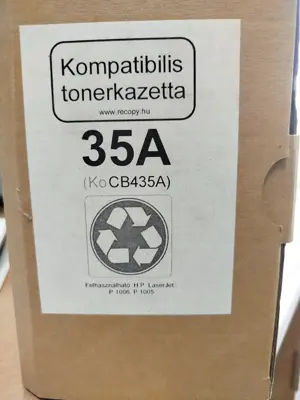 Kompatibilis
tonerkazetta
www.recopy.hu
35A
(KoCB435A)
Felhasználható: H.P. LaserJet
P 1006, P 1005